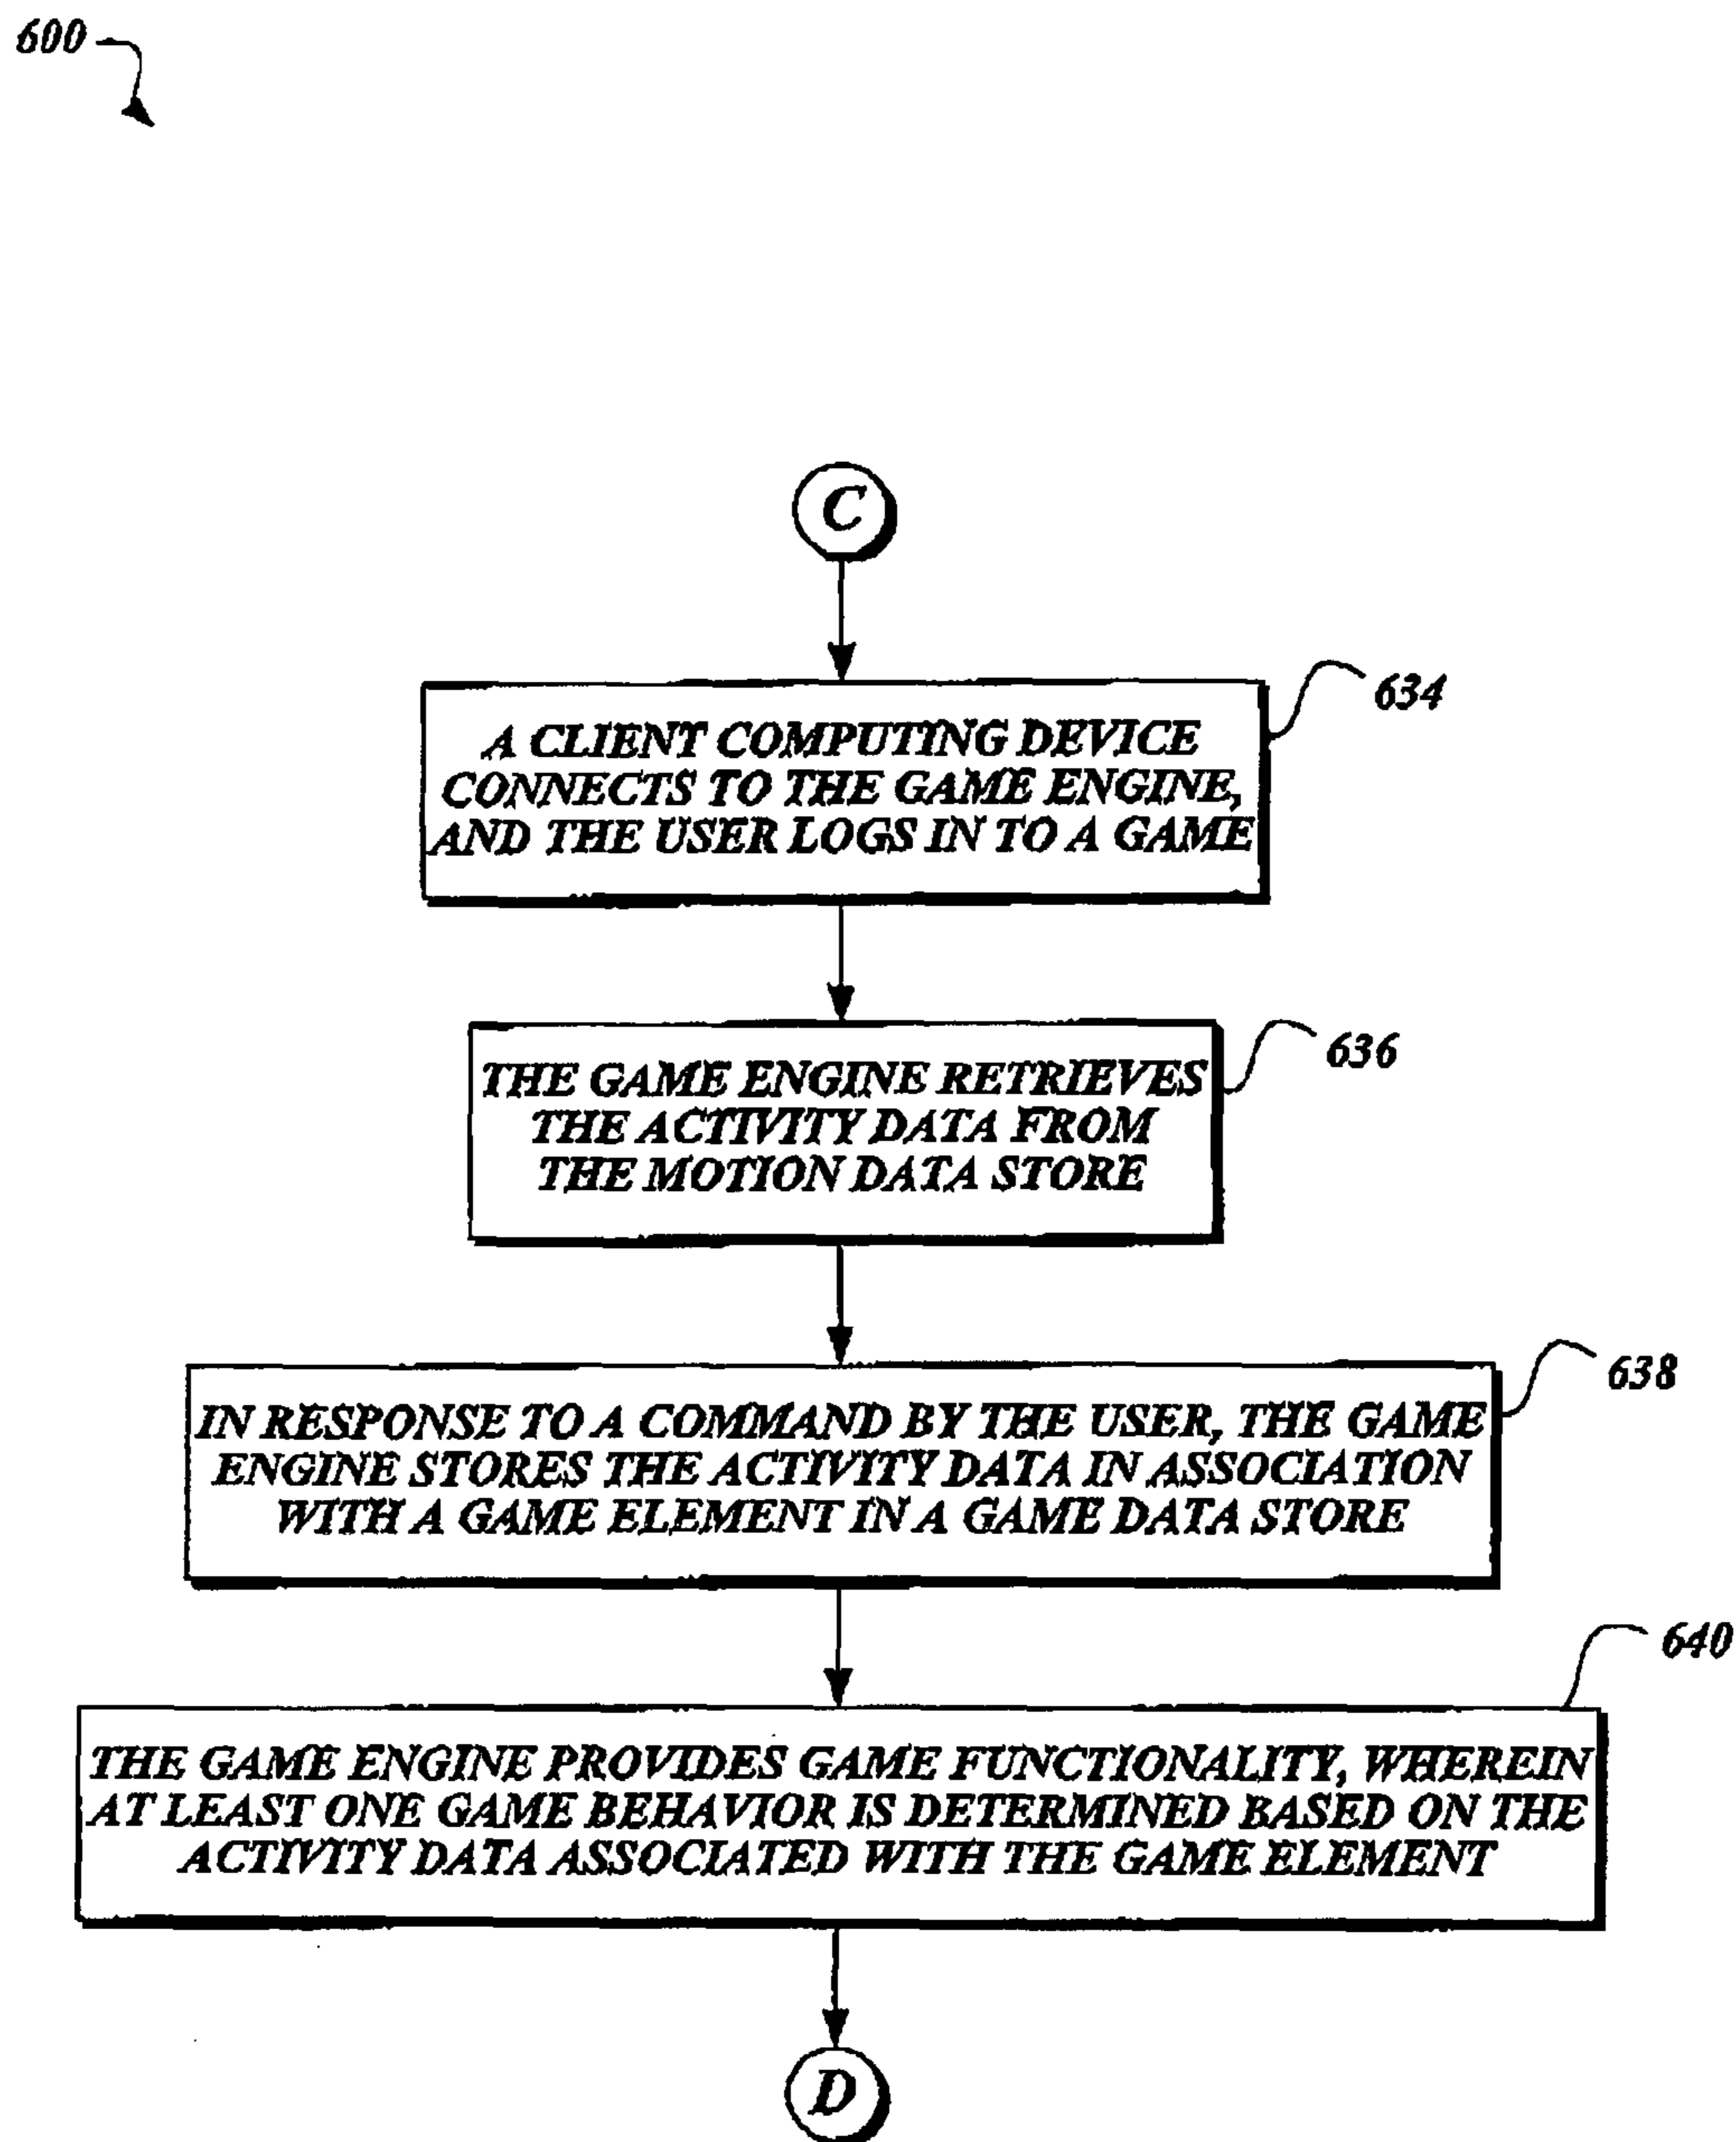 600
C
634
A CLIENT COMPUTING DEVICE
CONNECTS TO THE GAME ENGINE,
AND THE USER LOGS IN TO A GAME
636
THE GAME ENGINE RETRIEVES
THE ACTIVITY DATA FROM
THE MOTION DATA STORE
638
IN RESPONSE TO A COMMAND BY THE USER, THE GAME
ENGINE STORES THE ACTIVITY DATA IN ASSOCIATION
WITH A GAME ELEMENT IN A GAME DATA STORE
640
THE GAME ENGINE PROVIDES GAME FUNCTIONALITY, WHEREIN
AT LEAST ONE GAME BEHAVIOR IS DETERMINED BASED ON THE
ACTIVITY DATA ASSOCIATED WITH THE GAME ELEMENT
D